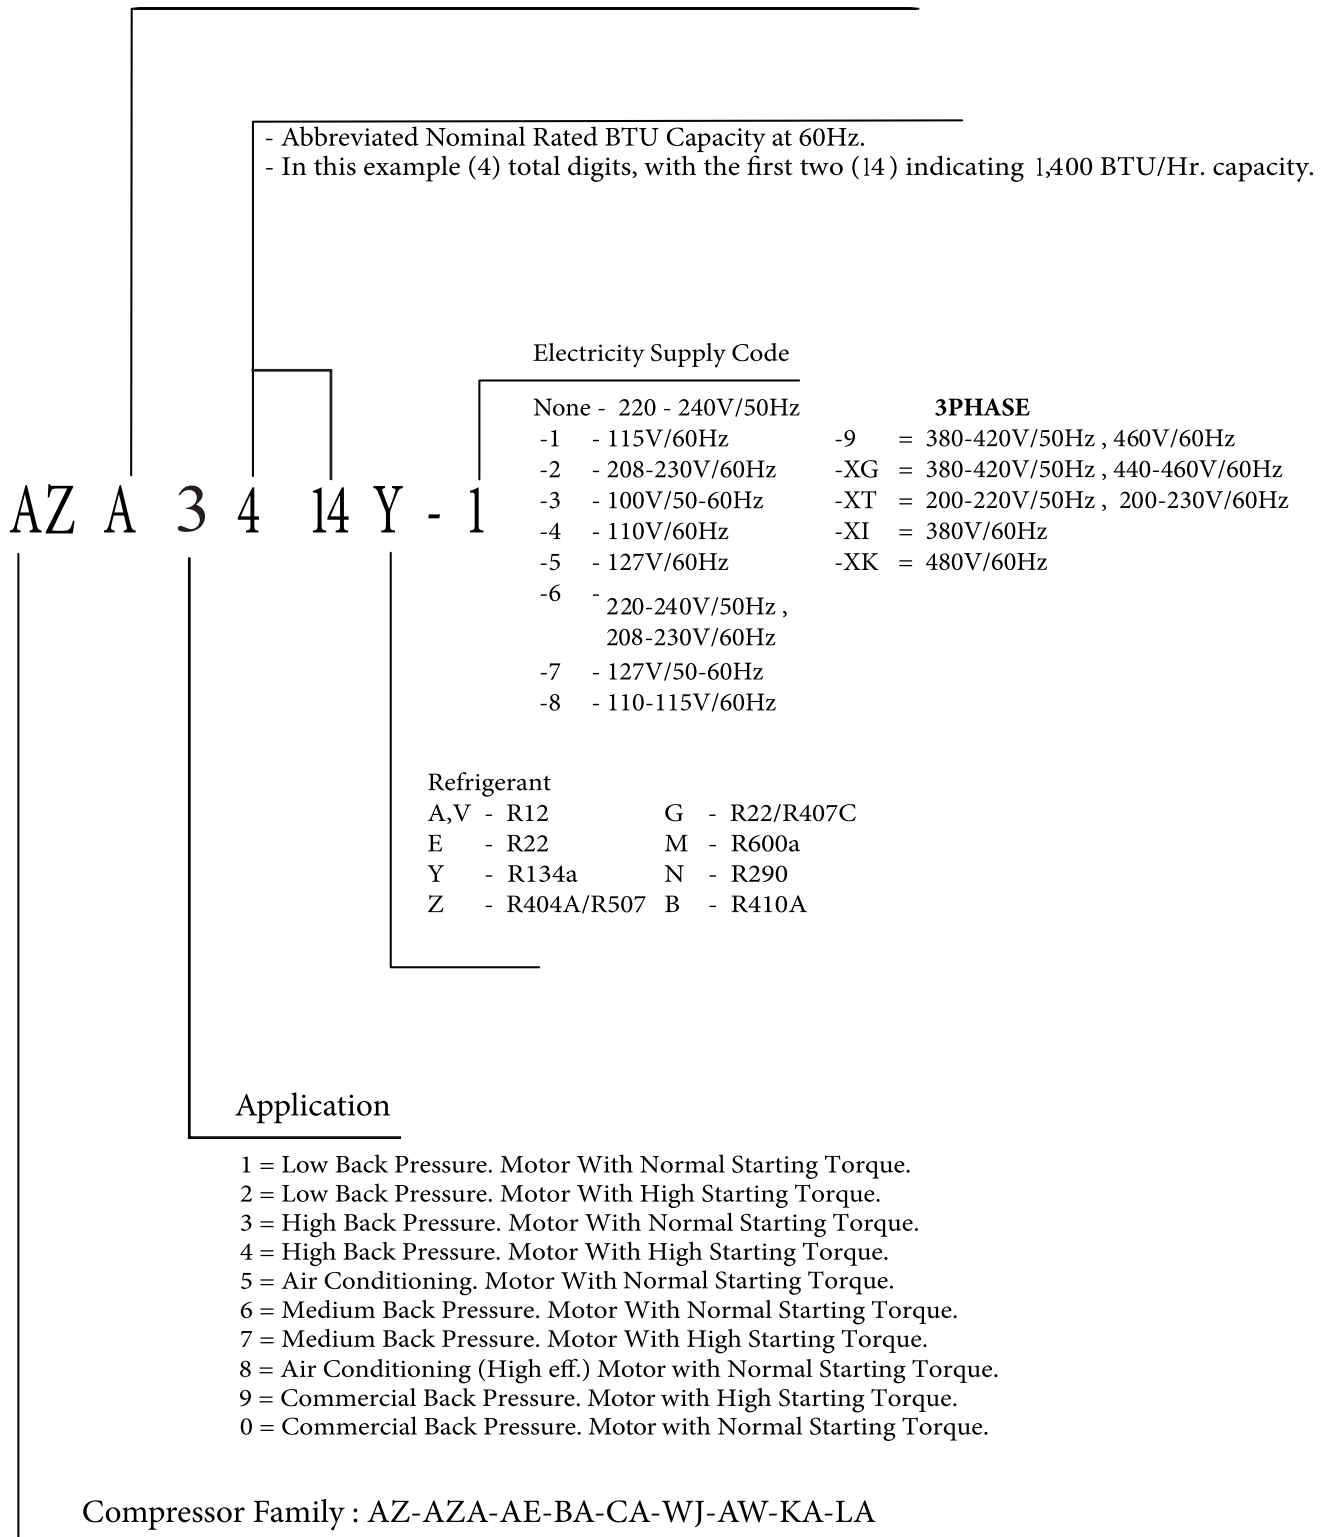 - Abbreviated Nominal Rated BTU Capacity at 60Hz.
- In this example (4) total digits, with the first two (14) indicating 1,400 BTU/Hr. capacity.
Electricity Supply Code
None - 220 - 240V/50Hz
-1 - 115V/60Hz
-2 - 208-230V/60Hz
-3 - 100V/50-60Hz
-4 - 110V/60Hz
-5 - 127V/60Hz
-6 - 220-240V/50Hz ,
208-230V/60Hz
-7 - 127V/50-60Hz
-8 - 110-115V/60Hz
3PHASE
-9 = 380-420V/50Hz , 460V/60Hz
-XG = 380-420V/50Hz , 440-460V/60Hz
-XT = 200-220V/50Hz , 200-230V/60Hz
-XI = 380V/60Hz
-XK = 480V/60Hz
AZ A 3 4 14 Y - 1
Refrigerant
A,V - R12
E - R22
Y - R134a
Z - R404A/R507
G - R22/R407C
M - R600a
N - R290
B - R410A
Application
1 = Low Back Pressure. Motor With Normal Starting Torque.
2 = Low Back Pressure. Motor With High Starting Torque.
3 = High Back Pressure. Motor With Normal Starting Torque.
4 = High Back Pressure. Motor With High Starting Torque.
5 = Air Conditioning. Motor With Normal Starting Torque.
6 = Medium Back Pressure. Motor With Normal Starting Torque.
7 = Medium Back Pressure. Motor With High Starting Torque.
8 = Air Conditioning (High eff.) Motor with Normal Starting Torque.
9 = Commercial Back Pressure. Motor with High Starting Torque.
0 = Commercial Back Pressure. Motor with Normal Starting Torque.
Compressor Family : AZ-AZA-AE-BA-CA-WJ-AW-KA-LA